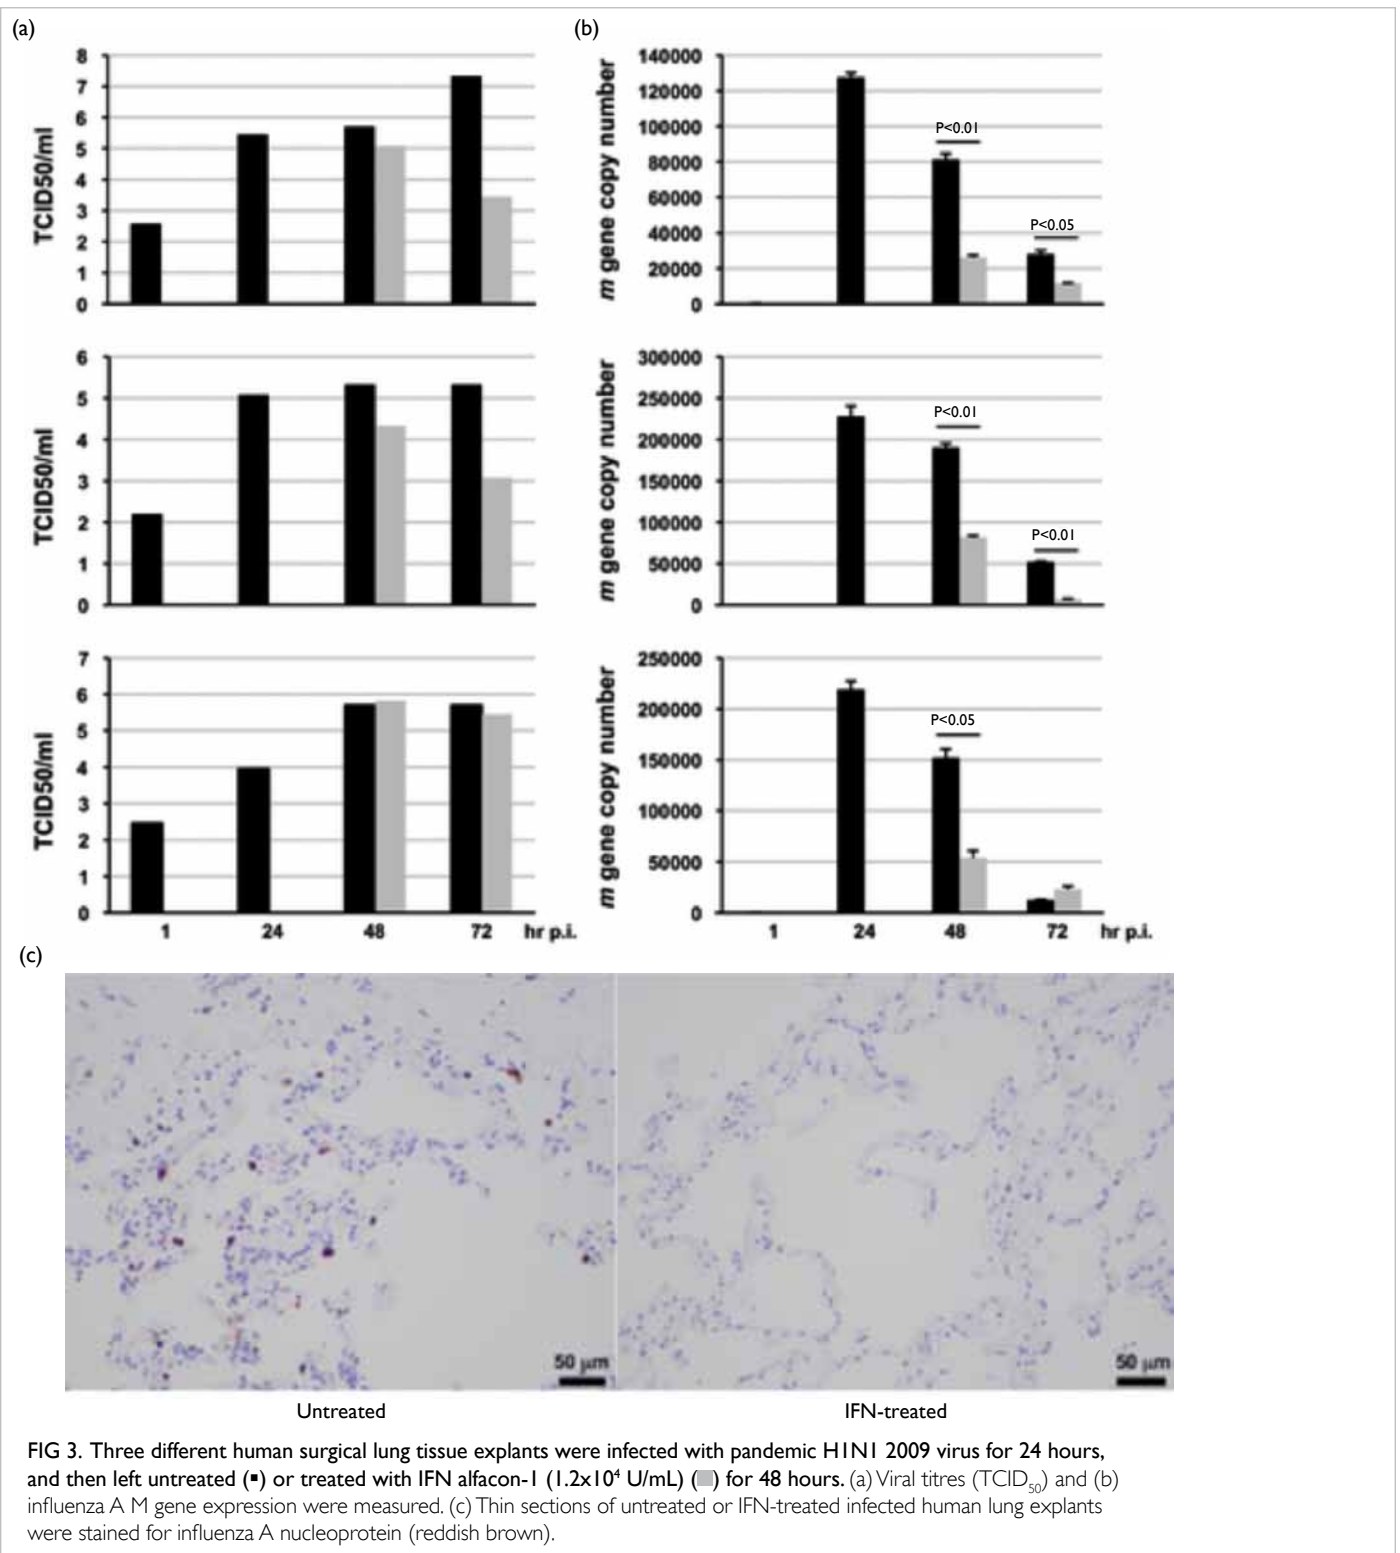 (a)
(b)
TCID50/ml
8
7
6
5
4
3
2
1
0
m gene copy number
140000
120000
100000
80000
60000
40000
20000
0
P<0.01
P<0.05
TCID50/ml
6
5
4
3
2
1
0
m gene copy number
300000
250000
200000
150000
100000
50000
0
P<0.01
P<0.01
TCID50/ml
7
6
5
4
3
2
1
0
1 24 48 72 hr p.i.
m gene copy number
250000
200000
150000
100000
50000
0
P<0.05
1 24 48 72 hr p.i.
(c)
50 µm
50 µm
Untreated
IFN-treated
FIG 3. Three different human surgical lung tissue explants were infected with pandemic H1N1 2009 virus for 24 hours,
and then left untreated (▪) or treated with IFN alfacon-1 (1.2x10⁴ U/mL) (■) for 48 hours. (a) Viral titres (TCID₅₀) and (b)
influenza A M gene expression were measured. (c) Thin sections of untreated or IFN-treated infected human lung explants
were stained for influenza A nucleoprotein (reddish brown).